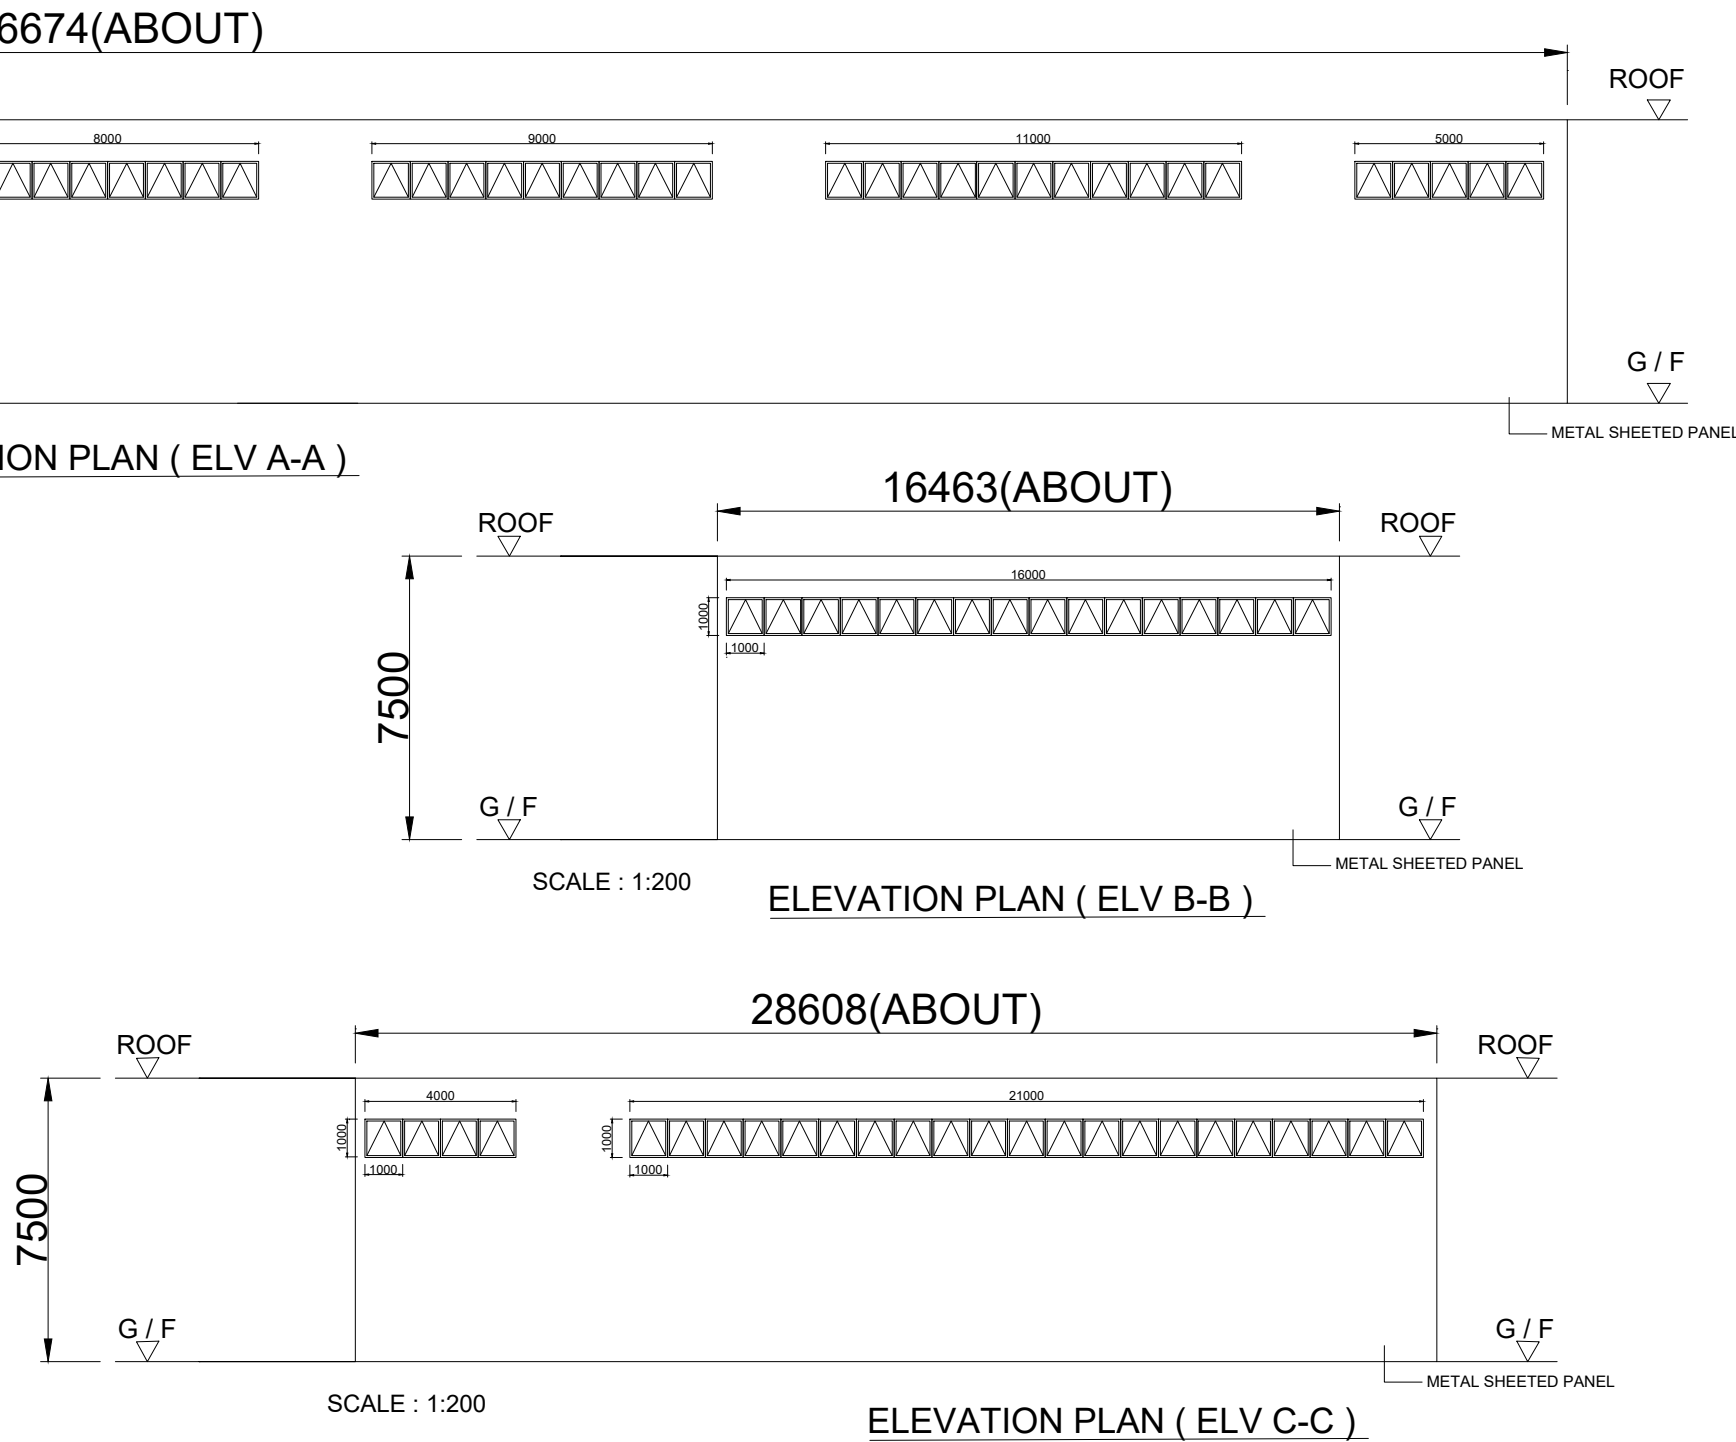 6674(ABOUT)
ROOF
8000
9000
11000
5000
G / F
METAL SHEETED PANEL
ION PLAN ( ELV A-A )
16463(ABOUT)
ROOF
ROOF
16000
1000
1000
7500
G / F
G / F
METAL SHEETED PANEL
SCALE : 1:200
ELEVATION PLAN ( ELV B-B )
28608(ABOUT)
ROOF
ROOF
4000
21000
1000
1000
1000
1000
7500
G / F
G / F
METAL SHEETED PANEL
SCALE : 1:200
ELEVATION PLAN ( ELV C-C )